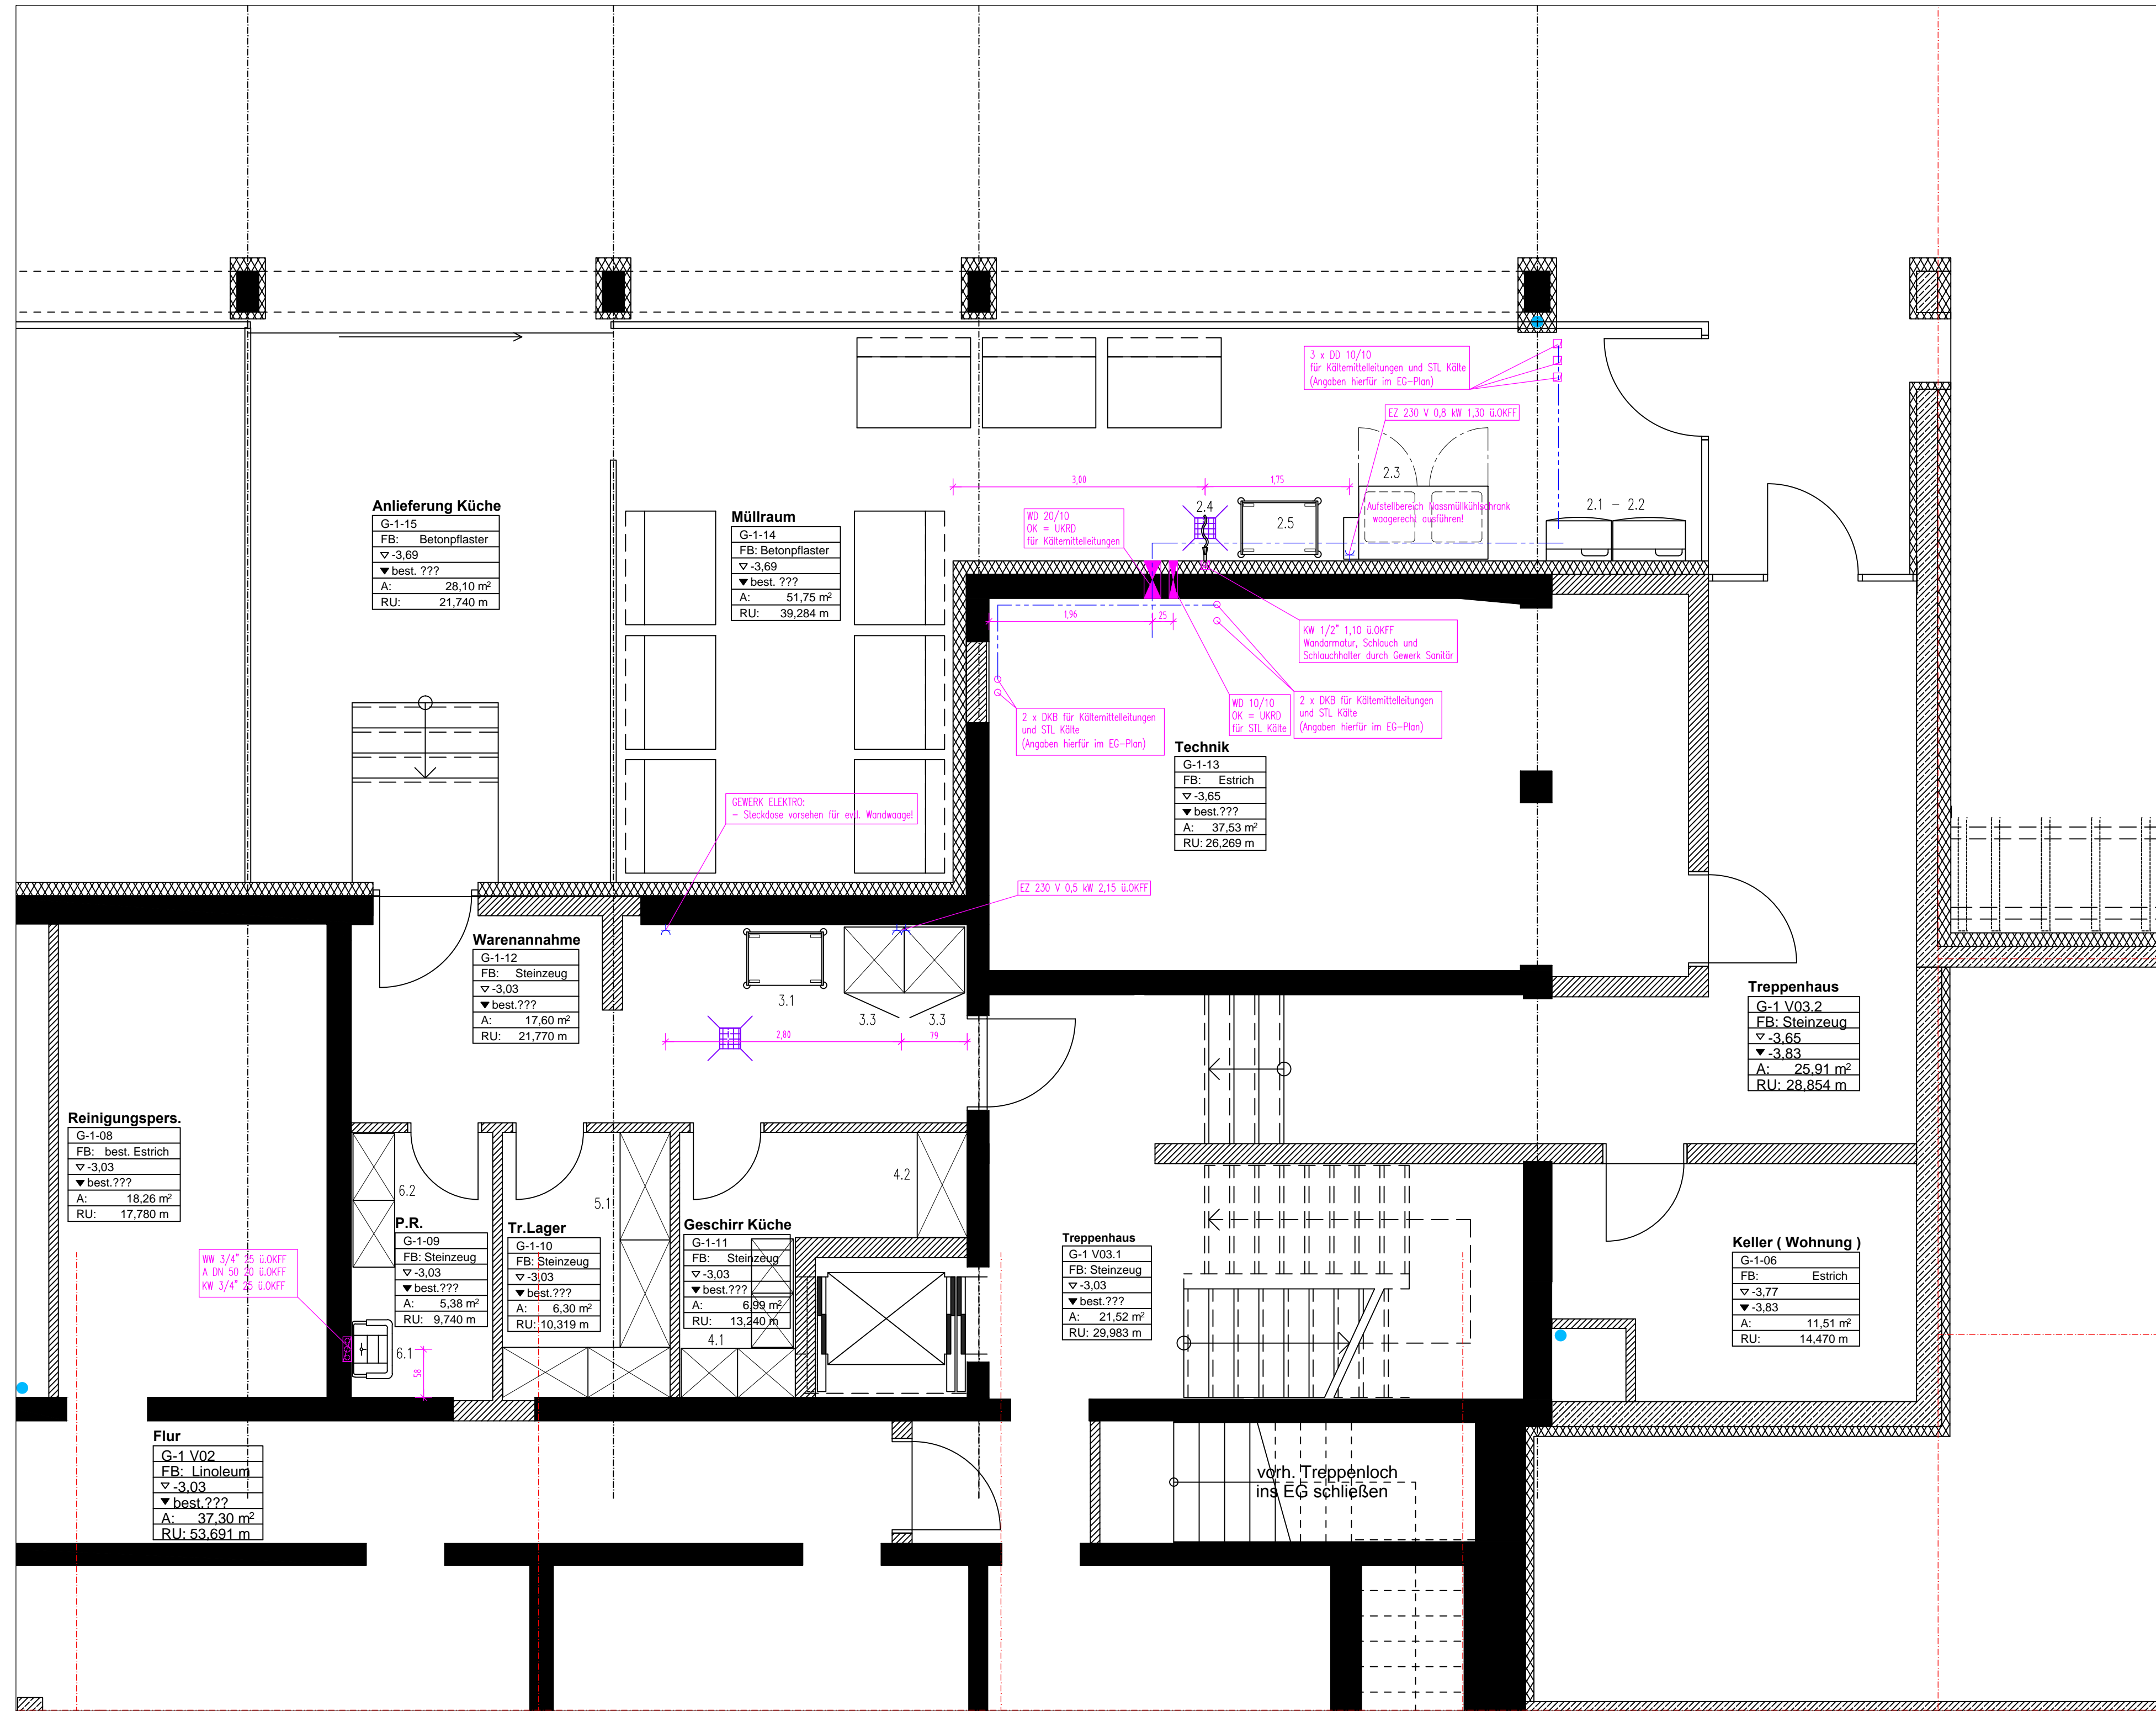 3 x DD 10/10
für Kältemittelleitungen und STL Kälte
(Angaben hierfür im EG-Plan)
EZ 230 V 0,8 kW 1,30 ü.OKFF
3,00
1,75
2.3
2.4
2.5
Aufstellbereich Nassmüllkühlschrank
waagerecht ausführen!
2.1 - 2.2
WD 20/10
OK = UKRD
für Kältemittelleitungen
Anlieferung Küche
G-1-15
FB: Betonpflaster
▽ -3,69
▼ best. ???
A: 28,10 m²
RU: 21,740 m
Müllraum
G-1-14
FB: Betonpflaster
▽ -3,69
▼ best. ???
A: 51,75 m²
RU: 39,284 m
1,96
25
KW 1/2" 1,10 ü.OKFF
Wandarmatur, Schlauch und
Schlauchhalter durch Gewerk Sanitär
2 x DKB für Kältemittelleitungen
und STL Kälte
(Angaben hierfür im EG-Plan)
WD 10/10
OK = UKRD
für STL Kälte
2 x DKB für Kältemittelleitungen
und STL Kälte
(Angaben hierfür im EG-Plan)
Technik
G-1-13
FB: Estrich
▽ -3,65
▼ best.???
A: 37,53 m²
RU: 26,269 m
GEWERK ELEKTRO:
- Steckdose vorsehen für evtl. Wandwaage!
EZ 230 V 0,5 kW 2,15 ü.OKFF
Warenannahme
G-1-12
FB: Steinzeug
▽ -3,03
▼ best.???
A: 17,60 m²
RU: 21,770 m
3.1
3.3
3.3
2,80
79
Treppenhaus
G-1 V03.2
FB: Steinzeug
▽ -3,65
▼ -3,83
A: 25,91 m²
RU: 28,854 m
Reinigungspers.
G-1-08
FB: best. Estrich
▽ -3,03
▼ best.???
A: 18,26 m²
RU: 17,780 m
6.2
5.1
4.2
P.R.
G-1-09
FB: Steinzeug
▽ -3,03
▼ best.???
A: 5,38 m²
RU: 9,740 m
Tr.Lager
G-1-10
FB: Steinzeug
▽ -3,03
▼ best.???
A: 6,30 m²
RU: 10,319 m
Geschirr Küche
G-1-11
FB: Steinzeug
▽ -3,03
▼ best.???
A: 6,99 m²
RU: 13,240 m
4.1
WW 3/4" 25 ü.OKFF
A DN 50 20 ü.OKFF
KW 3/4" 25 ü.OKFF
6.1
58
Treppenhaus
G-1 V03.1
FB: Steinzeug
▽ -3,03
▼ best.???
A: 21,52 m²
RU: 29,983 m
Keller ( Wohnung )
G-1-06
FB: Estrich
▽ -3,77
▼ -3,83
A: 11,51 m²
RU: 14,470 m
Flur
G-1 V02
FB: Linoleum
▽ -3,03
▼ best.???
A: 37,30 m²
RU: 53,691 m
vorh. Treppenloch
ins EG schließen